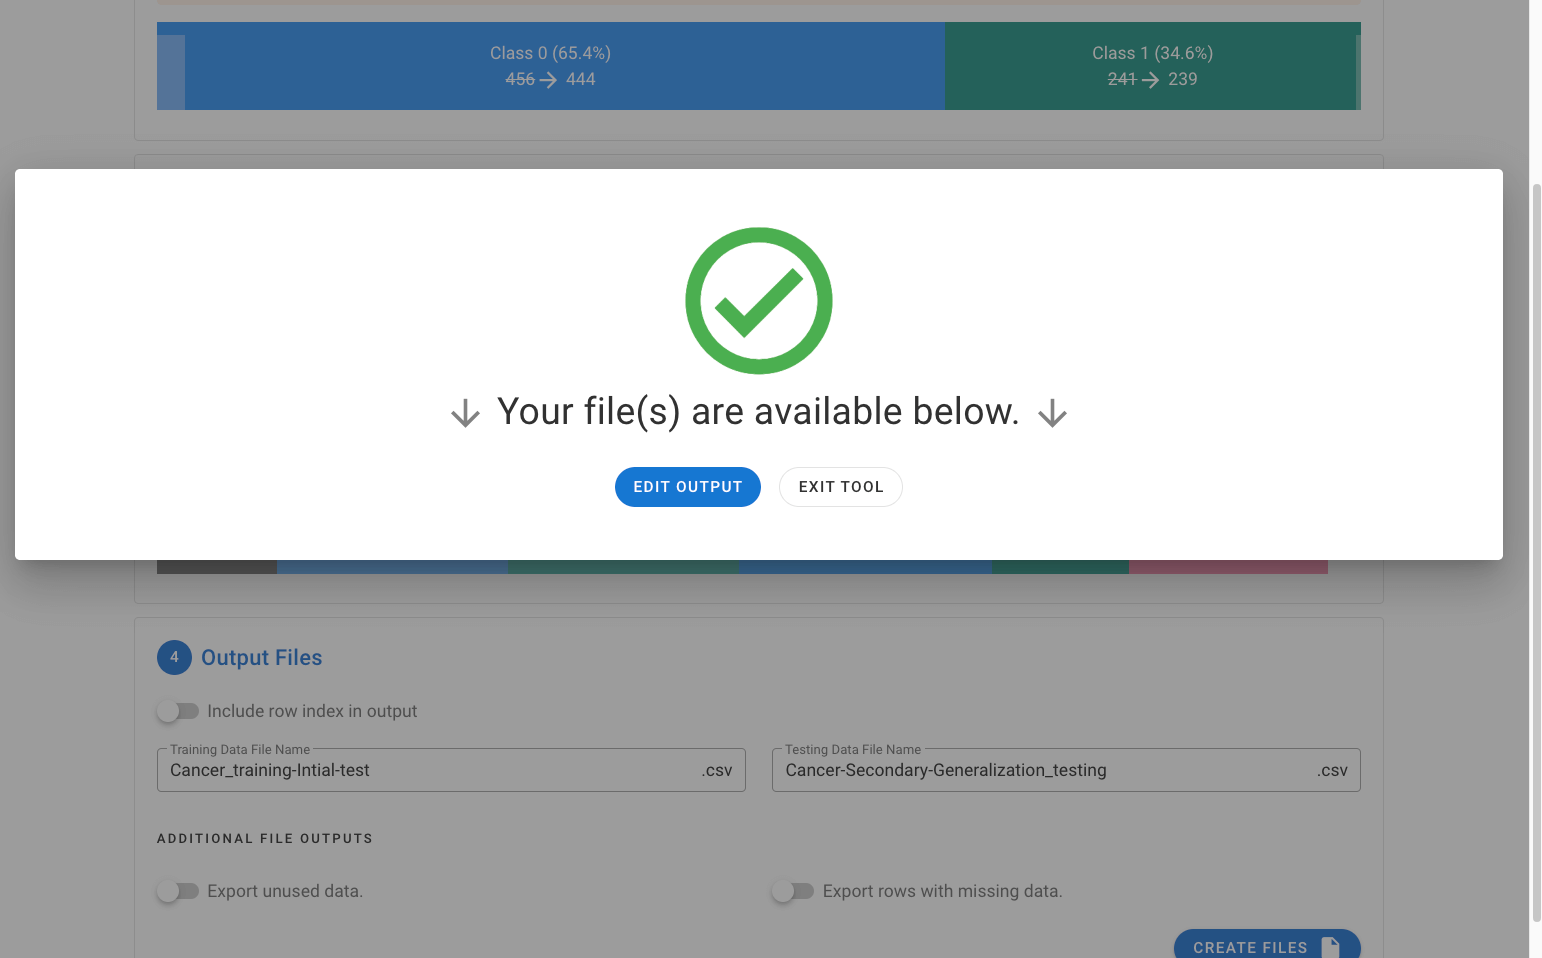 Class 0 (65.4%)
456 → 444
Class 1 (34.6%)
241 → 239
Your file(s) are available below.
EDIT OUTPUT
EXIT TOOL
4 Output Files
Include row index in output
Training Data File Name
Cancer_training-Intial-test .csv
Testing Data File Name
Cancer-Secondary-Generalization_testing .csv
ADDITIONAL FILE OUTPUTS
Export unused data.
Export rows with missing data.
CREATE FILES